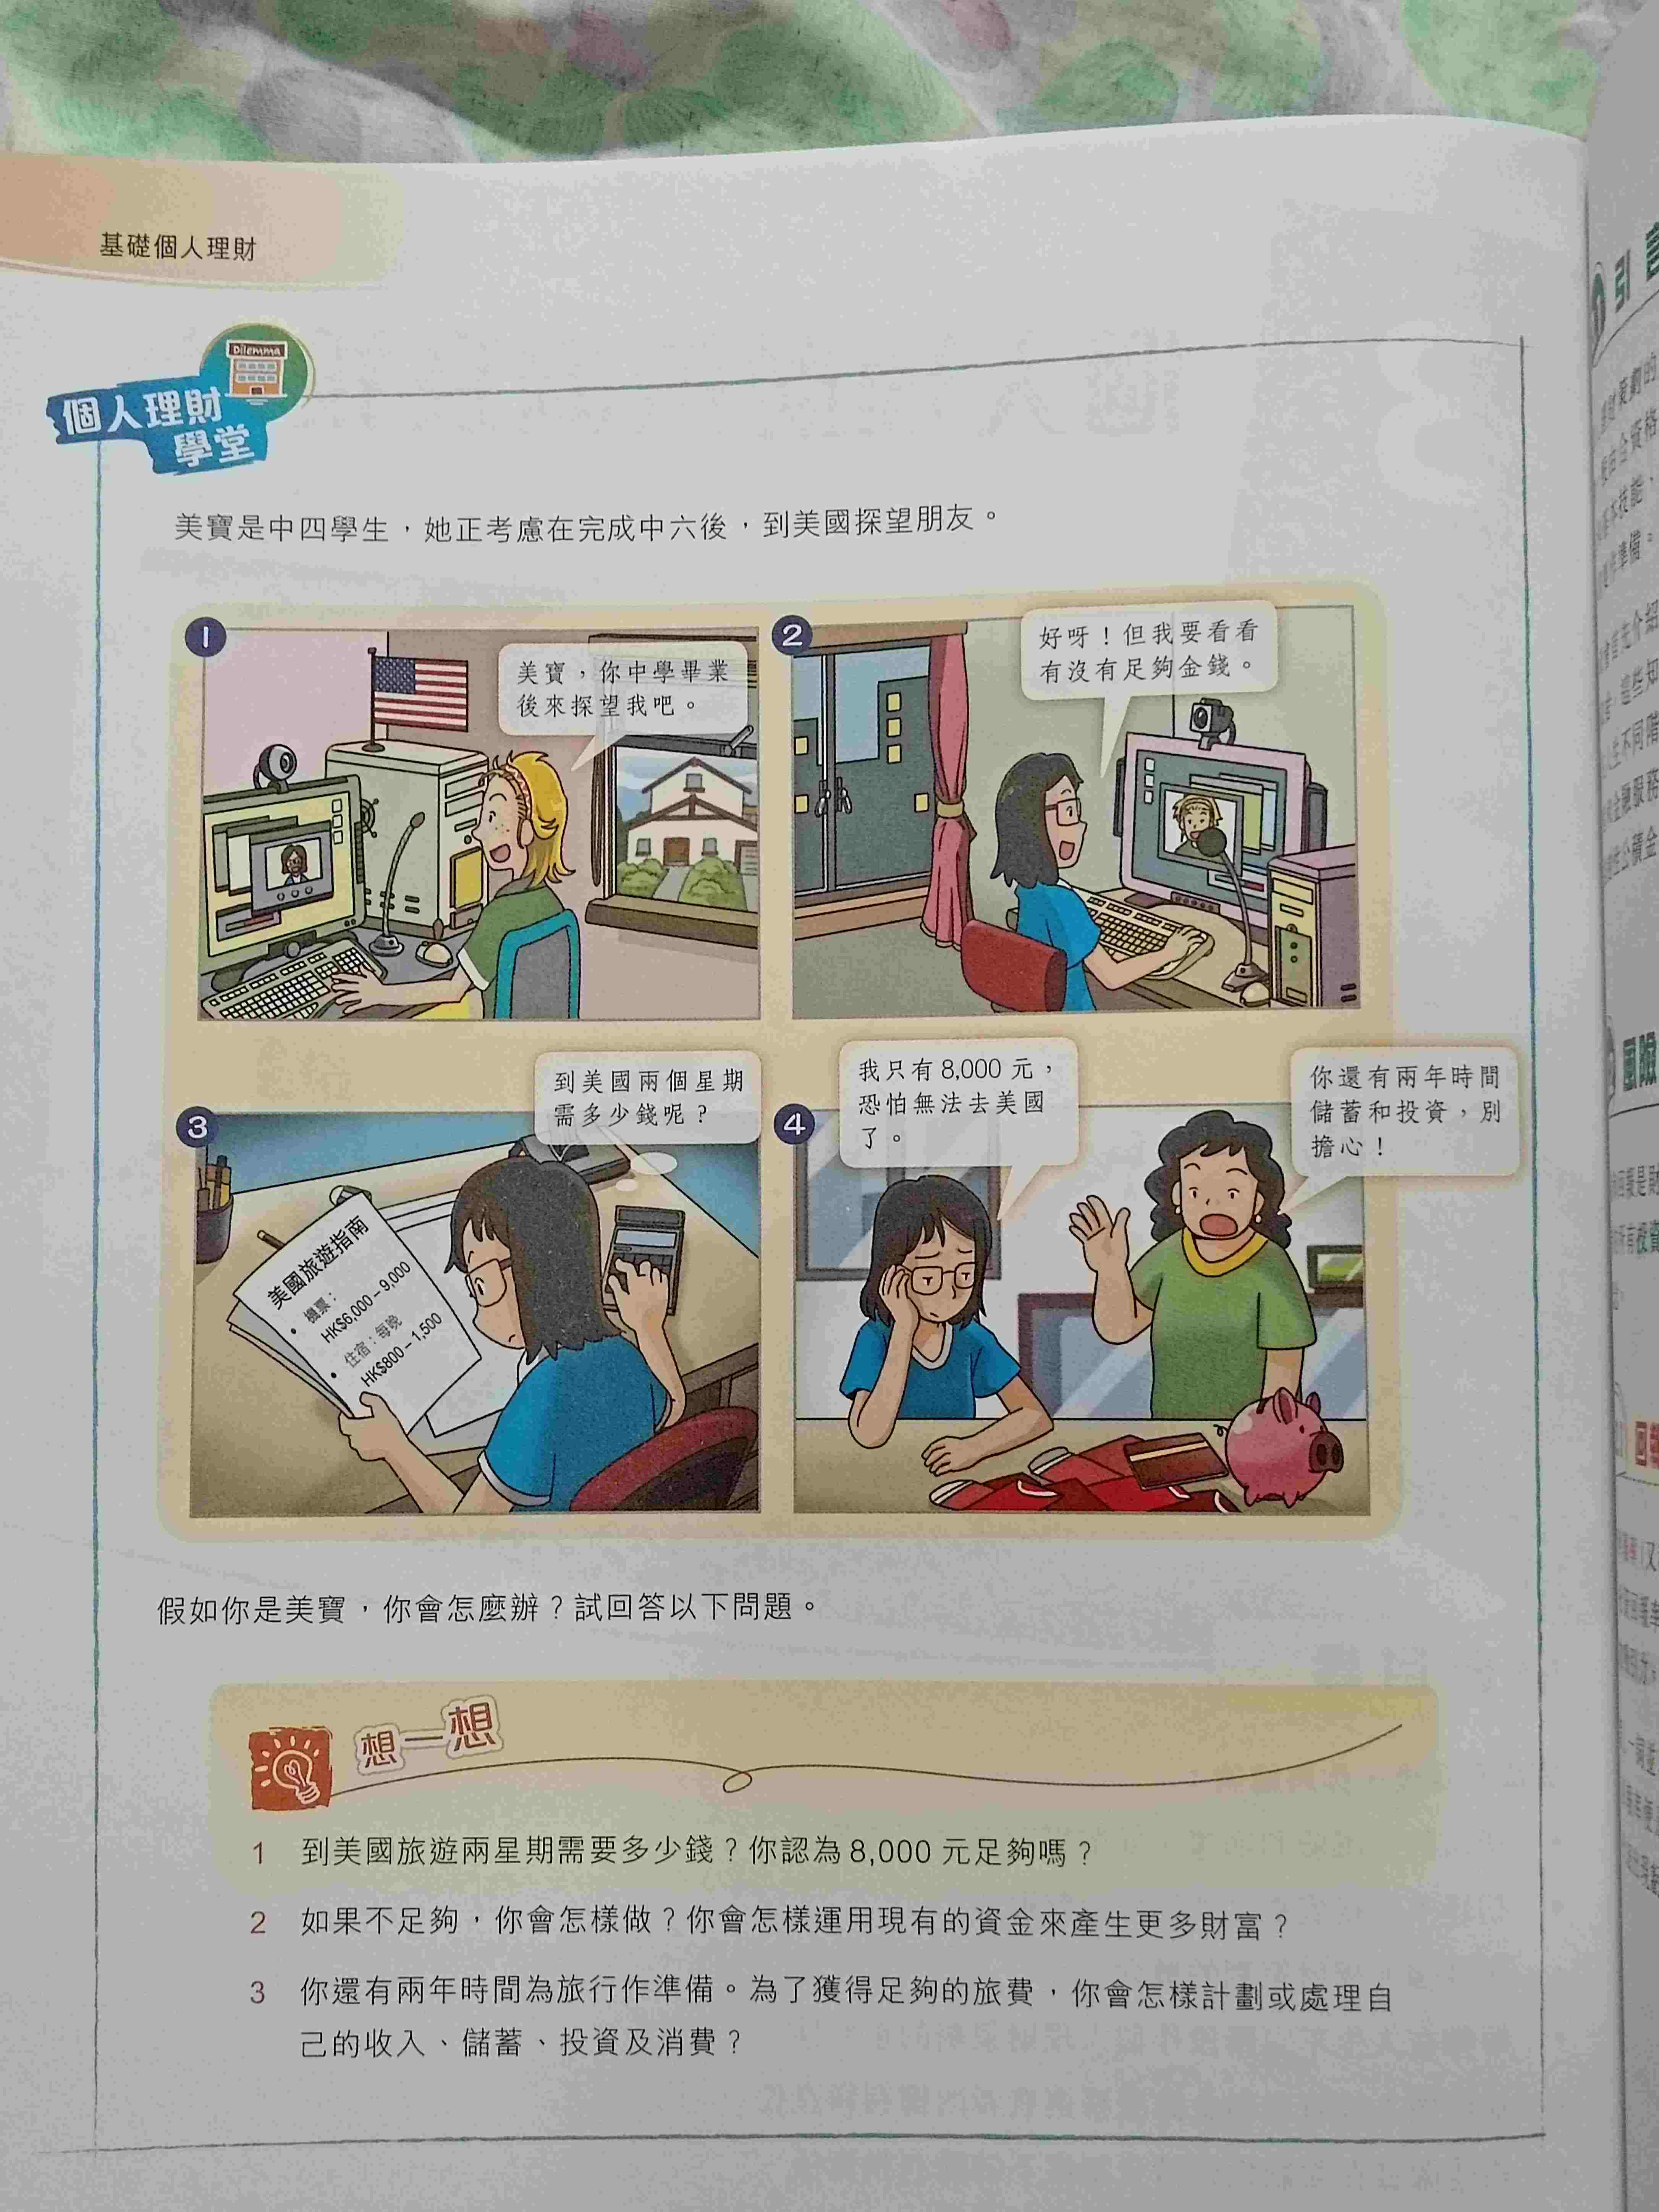 基礎個人理財
Dilemma
個人理財
學堂
美寶是中四學生，她正考慮在完成中六後，到美國探望朋友。
1
美寶，你中學畢業
後來探望我吧。
2
好呀！但我要看看
有沒有足夠金錢。
3
到美國兩個星期
需多少錢呢？
美國旅遊指南
• 機票：
HK$6,000 – 9,000
• 住宿：每晚
HK$800 – 1,500
4
我只有 8,000 元，
恐怕無法去美國
了。
你還有兩年時間
儲蓄和投資，別
擔心！
假如你是美寶，你會怎麼辦？試回答以下問題。
想一想
1 到美國旅遊兩星期需要多少錢？你認為 8,000 元足夠嗎？
2 如果不足夠，你會怎樣做？你會怎樣運用現有的資金來產生更多財富？
3 你還有兩年時間為旅行作準備。為了獲得足夠的旅費，你會怎樣計劃或處理自
己的收入、儲蓄、投資及消費？
引
風險